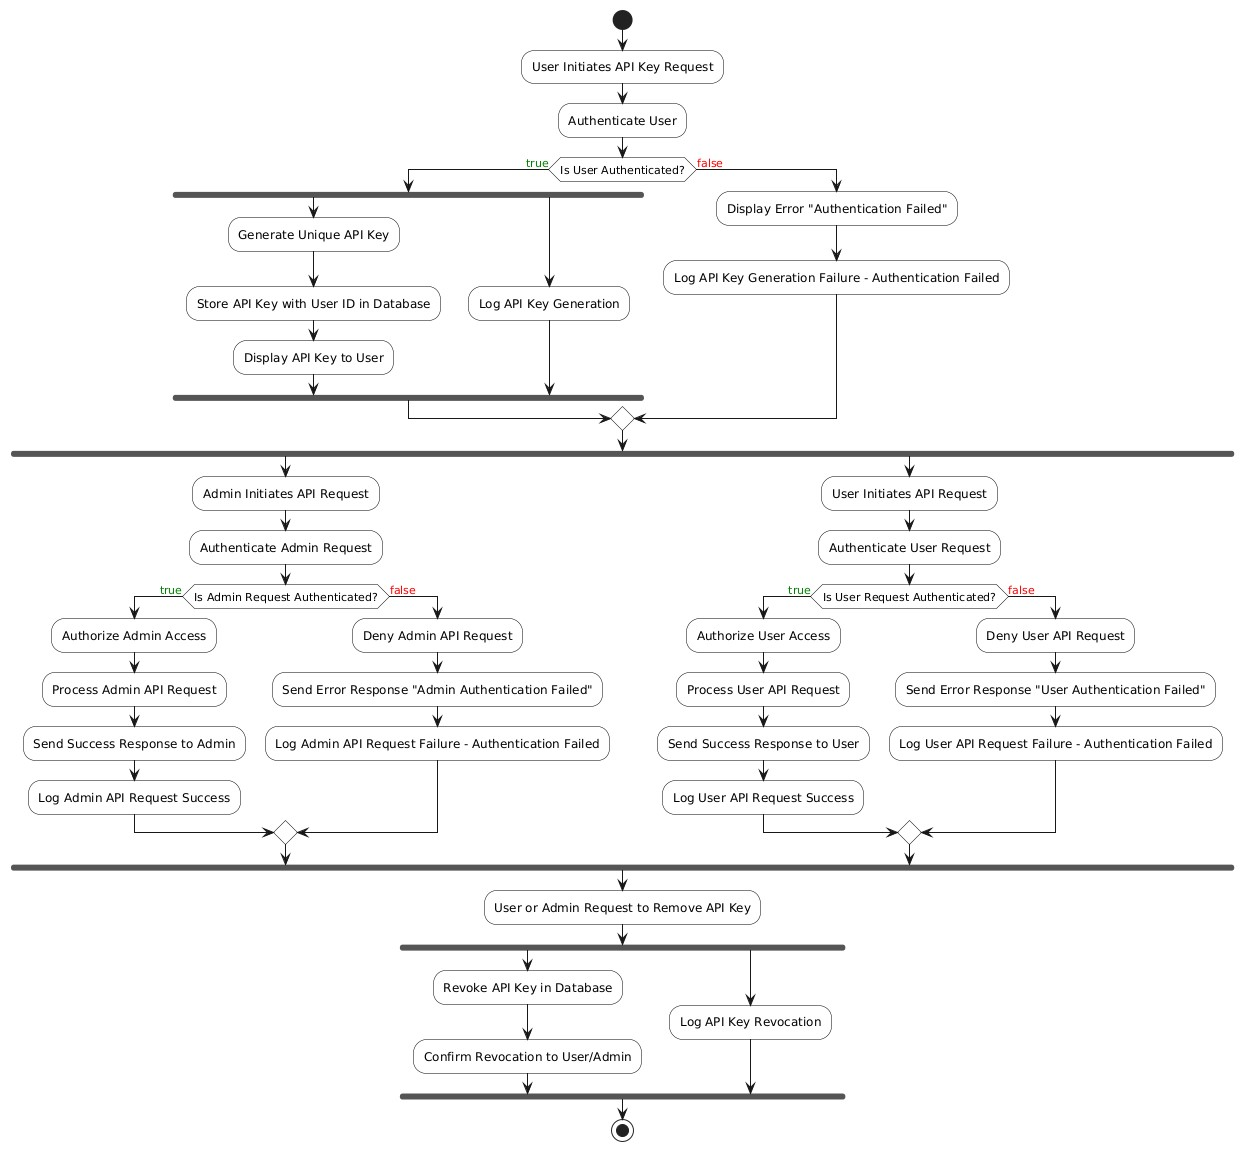 User Initiates API Key Request
Authenticate User
true
Is User Authenticated?
false
Generate Unique API Key
Store API Key with User ID in Database
Display API Key to User
Log API Key Generation
Display Error "Authentication Failed"
Log API Key Generation Failure - Authentication Failed
Admin Initiates API Request
Authenticate Admin Request
true
Is Admin Request Authenticated?
false
Authorize Admin Access
Process Admin API Request
Send Success Response to Admin
Log Admin API Request Success
Deny Admin API Request
Send Error Response "Admin Authentication Failed"
Log Admin API Request Failure - Authentication Failed
User Initiates API Request
Authenticate User Request
true
Is User Request Authenticated?
false
Authorize User Access
Process User API Request
Send Success Response to User
Log User API Request Success
Deny User API Request
Send Error Response "User Authentication Failed"
Log User API Request Failure - Authentication Failed
User or Admin Request to Remove API Key
Revoke API Key in Database
Confirm Revocation to User/Admin
Log API Key Revocation